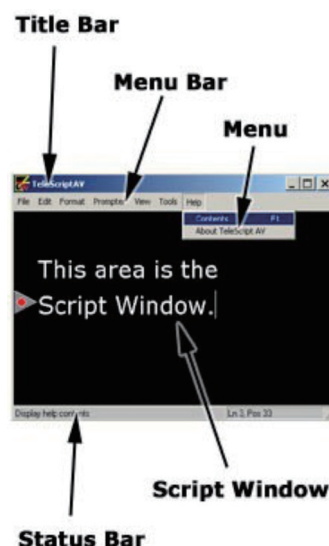 Title Bar
Menu Bar
Menu
TeleScriptAV
File Edit Format Prompter View Tools Help
Contents F1
About TeleScript AV
This area is the
Script Window.
Display help contents Ln 3, Pos 33
Script Window
Status Bar